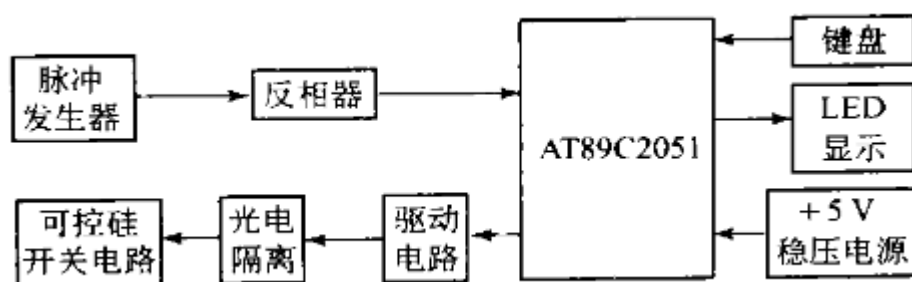 脉冲
发生器
反相器
AT89C2051
键盘
LED
显示
+5 V
稳压电源
驱动
电路
光电
隔离
可控硅
开关电路